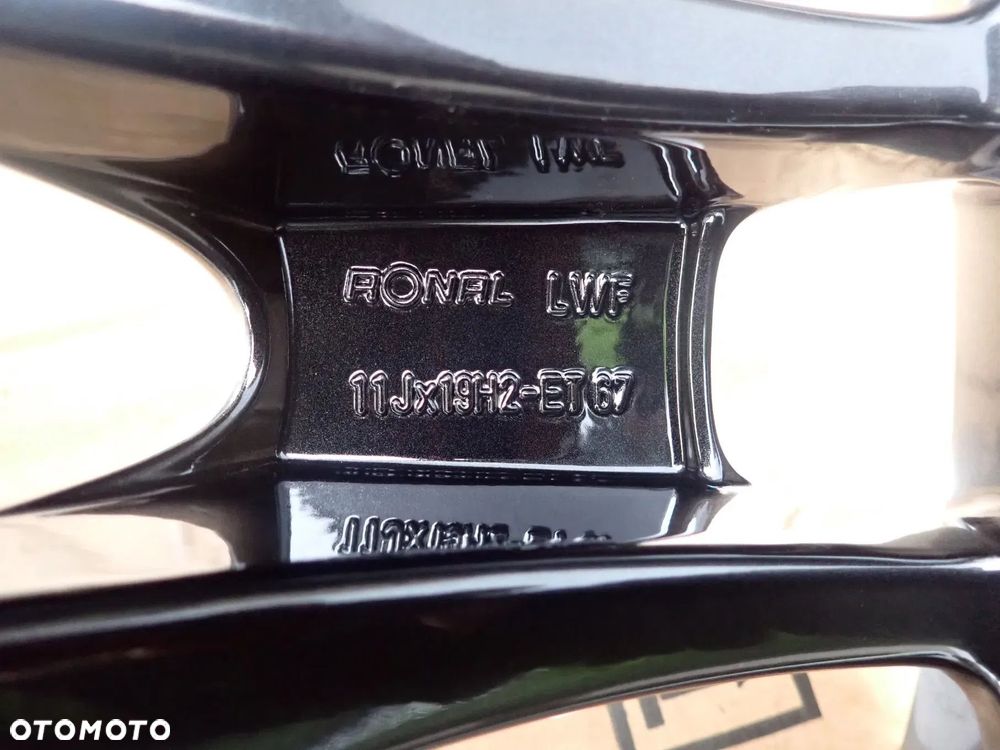 RONAL LWF
11Jx19H2-ET67
OTOMOTO